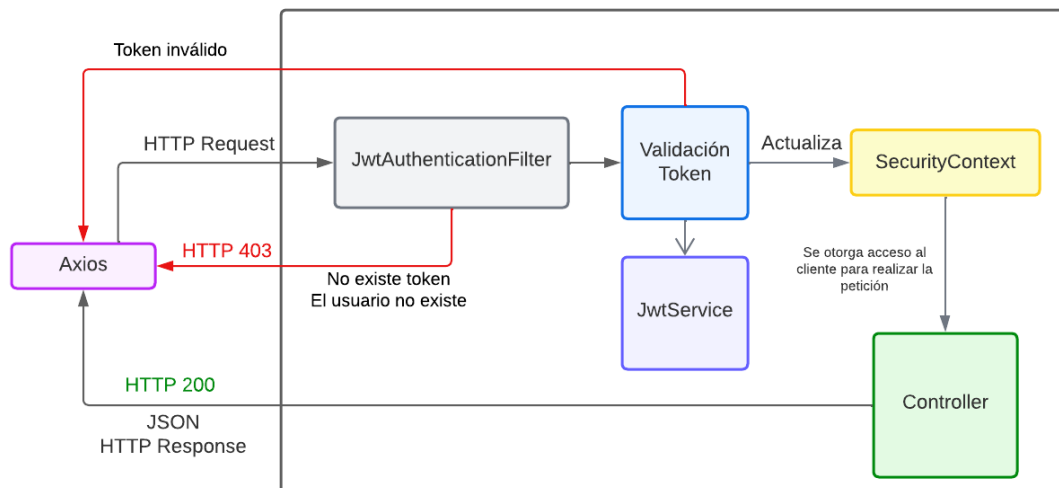 Token inválido
HTTP Request
JwtAuthenticationFilter
Validación
Token
Actualiza
SecurityContext
Axios
HTTP 403
No existe token
El usuario no existe
JwtService
Se otorga acceso al
cliente para realizar la
petición
HTTP 200
JSON
HTTP Response
Controller